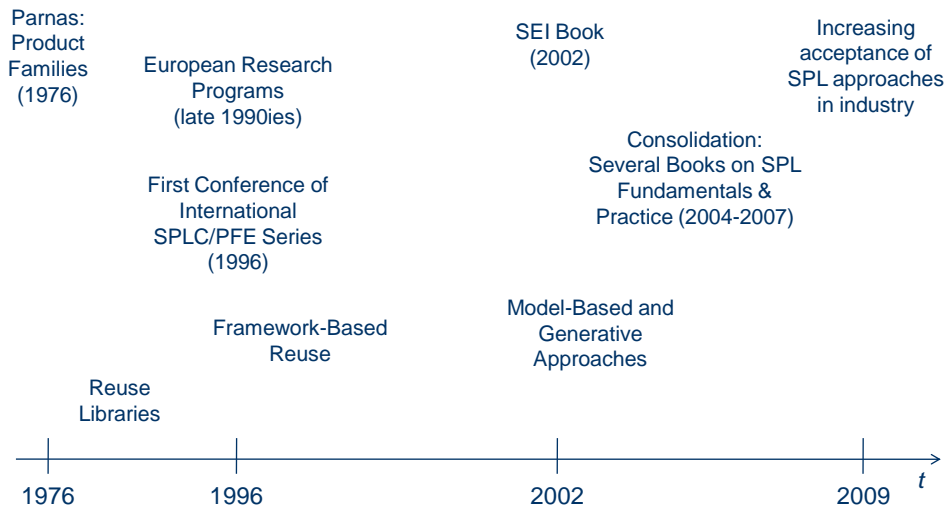 Parnas:
Product
Families
(1976)
European Research
Programs
(late 1990ies)
First Conference of
International
SPLC/PFE Series
(1996)
SEI Book
(2002)
Increasing
acceptance of
SPL approaches
in industry
Consolidation:
Several Books on SPL
Fundamentals &
Practice (2004-2007)
Framework-Based
Reuse
Model-Based and
Generative
Approaches
Reuse
Libraries
1976
1996
2002
2009
t